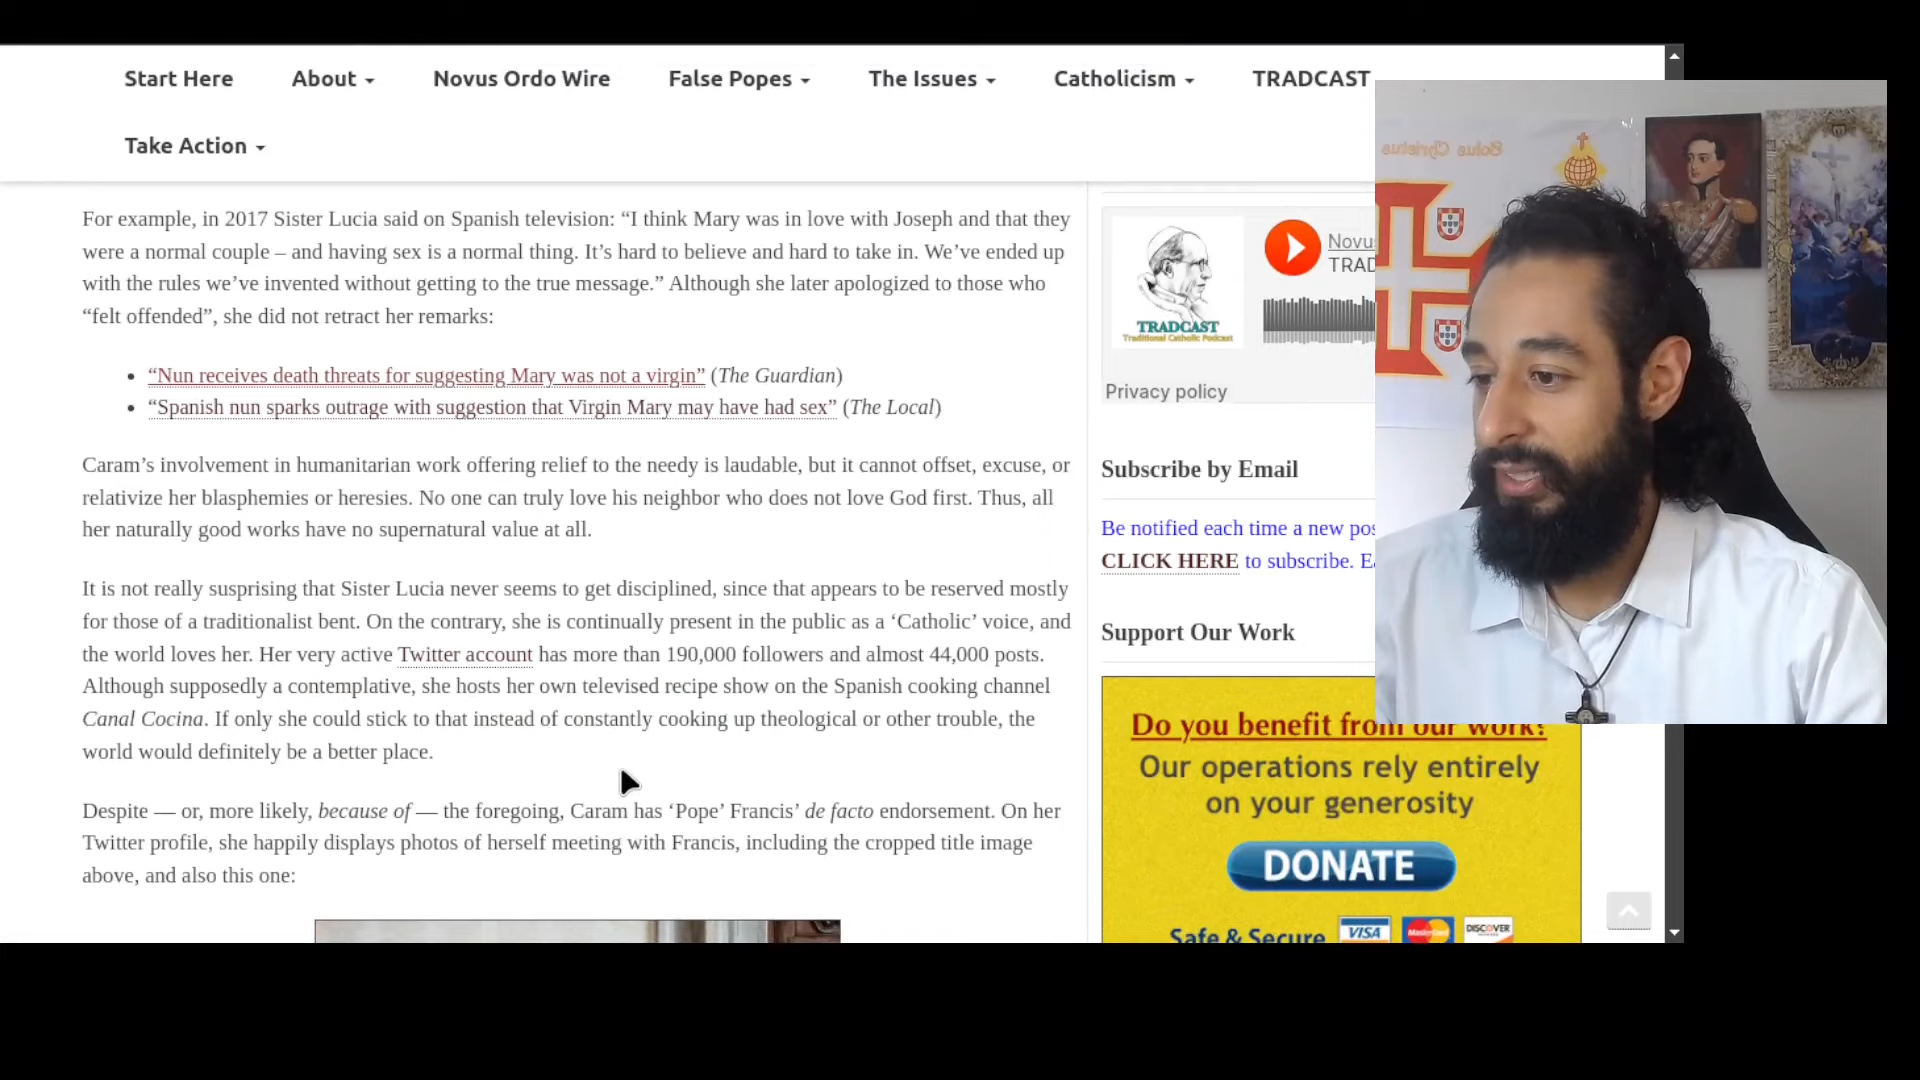 Start Here About Novus Ordo Wire False Popes The Issues Catholicism TRADCAST
Take Action
For example, in 2017 Sister Lucia said on Spanish television: “I think Mary was in love with Joseph and that they
were a normal couple – and having sex is a normal thing. It’s hard to believe and hard to take in. We’ve ended up
with the rules we’ve invented without getting to the true message.” Although she later apologized to those who
“felt offended”, she did not retract her remarks:
“Nun receives death threats for suggesting Mary was not a virgin” (The Guardian)
“Spanish nun sparks outrage with suggestion that Virgin Mary may have had sex” (The Local)
Caram’s involvement in humanitarian work offering relief to the needy is laudable, but it cannot offset, excuse, or
relativize her blasphemies or heresies. No one can truly love his neighbor who does not love God first. Thus, all
her naturally good works have no supernatural value at all.
It is not really surprising that Sister Lucia never seems to get disciplined, since that appears to be reserved mostly
for those of a traditionalist bent. On the contrary, she is continually present in the public as a ‘Catholic’ voice, and
the world loves her. Her very active Twitter account has more than 190,000 followers and almost 44,000 posts.
Although supposedly a contemplative, she hosts her own televised recipe show on the Spanish cooking channel
Canal Cocina. If only she could stick to that instead of constantly cooking up theological or other trouble, the
world would definitely be a better place.
Despite — or, more likely, because of — the foregoing, Caram has ‘Pope’ Francis’ de facto endorsement. On her
Twitter profile, she happily displays photos of herself meeting with Francis, including the cropped title image
above, and also this one:
TRADCAST
Traditional Catholic Podcast
Novus
TRAD
Privacy policy
Subscribe by Email
Be notified each time a new pos
CLICK HERE to subscribe. Ea
Support Our Work
Do you benefit from our work?
Our operations rely entirely
on your generosity
DONATE
Safe & Secure VISA MasterCard DISCOVER
Solus Christus